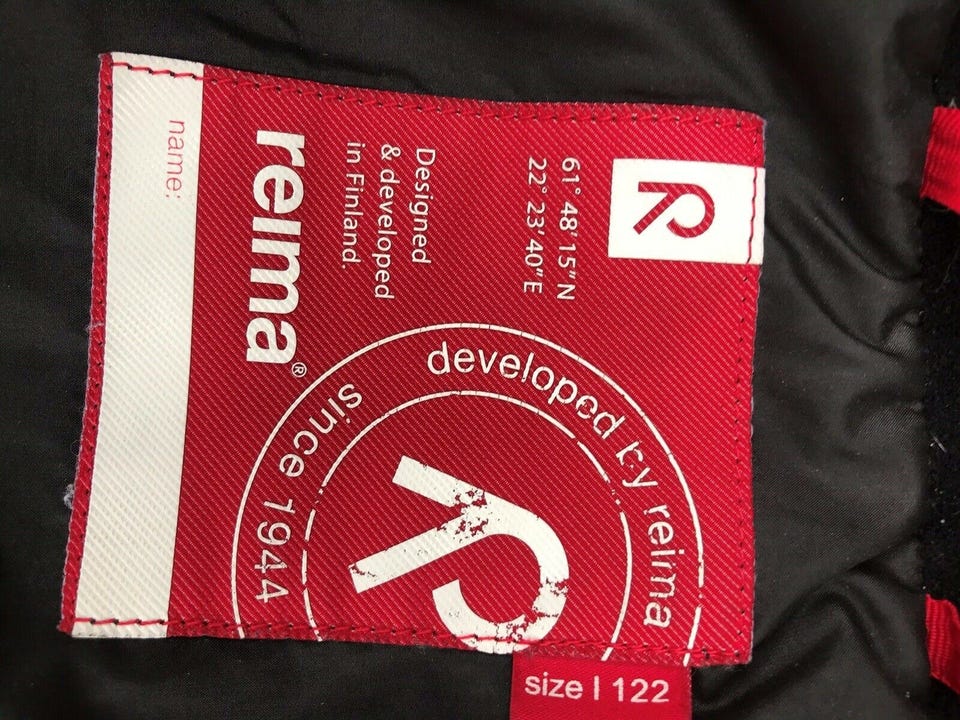 61° 48' 15" N
22° 23' 40" E
Designed
& developed
in Finland.
reima®
name:
developed by reima
since 1944
size | 122